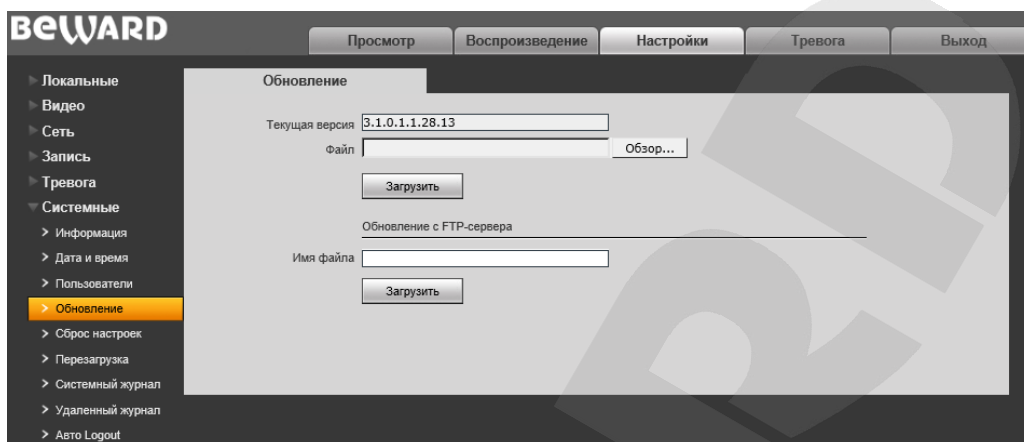 BEWARD
Просмотр
Воспроизведение
Настройки
Тревога
Выход
Локальные
Видео
Сеть
Запись
Тревога
Системные
Информация
Дата и время
Пользователи
Обновление
Сброс настроек
Перезагрузка
Системный журнал
Удаленный журнал
Авто Logout
Обновление
Текущая версия 3.1.0.1.1.28.13
Файл Обзор...
Загрузить
Обновление с FTP-сервера
Имя файла
Загрузить